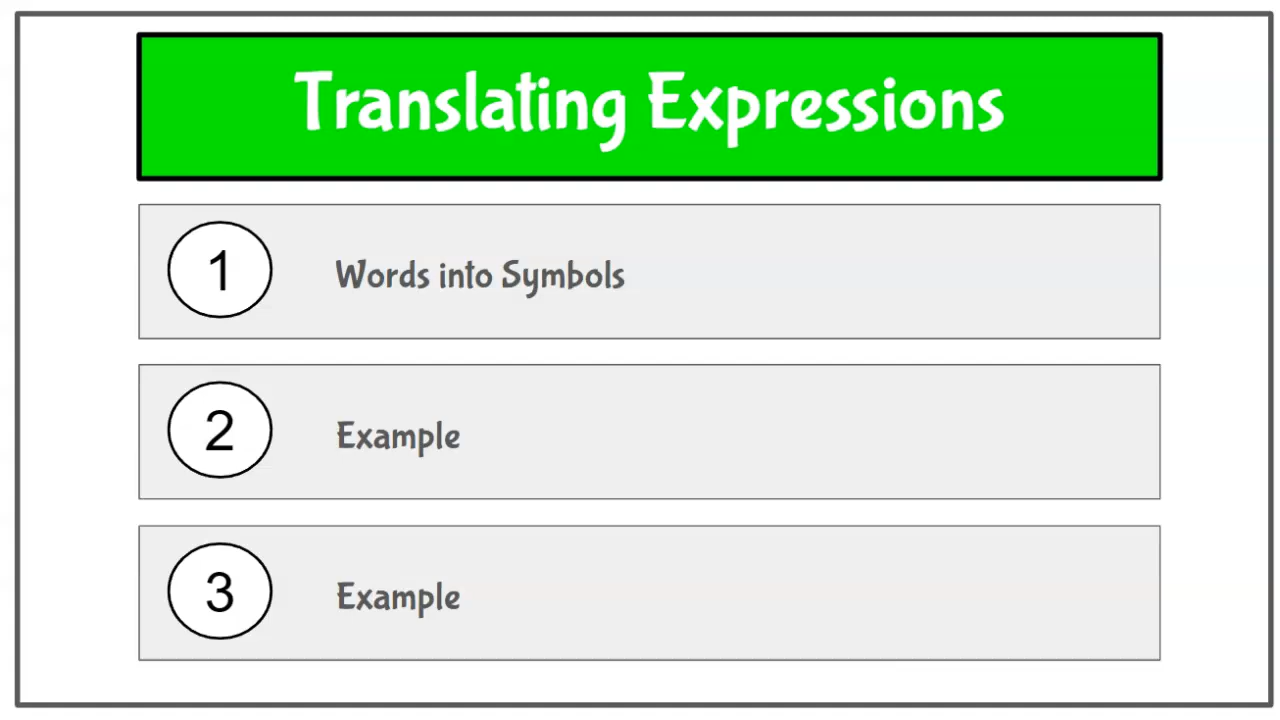 Translating Expressions
1 Words into Symbols
2 Example
3 Example